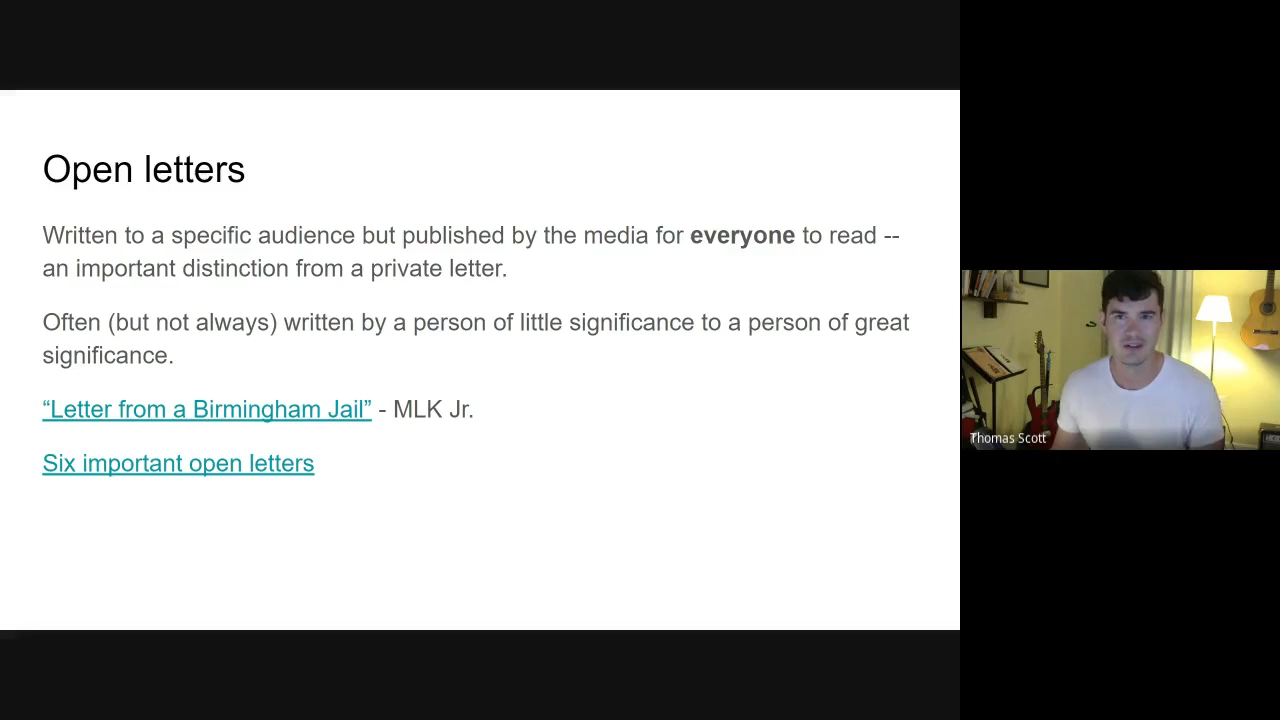 Open letters
Written to a specific audience but published by the media for everyone to read --
an important distinction from a private letter.
Often (but not always) written by a person of little significance to a person of great
significance.
“Letter from a Birmingham Jail” - MLK Jr.
Six important open letters
Thomas Scott